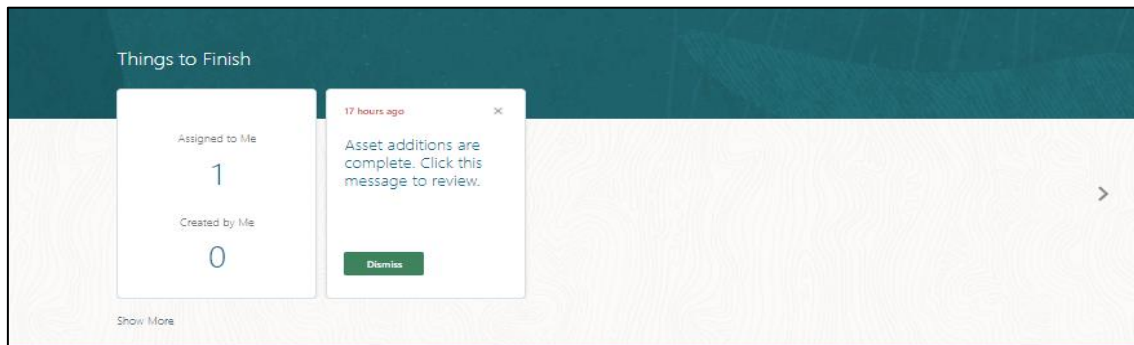 Things to Finish
Assigned to Me
1
Created by Me
0
17 hours ago
Asset additions are
complete. Click this
message to review.
Dismiss
Show More